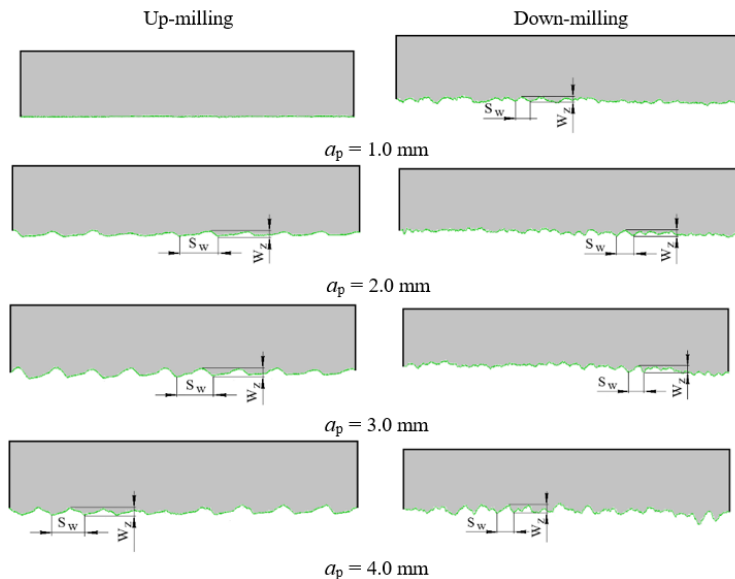 Up-milling Down-milling
Sw Wz
ap = 1.0 mm
Sw Wz Sw Wz
ap = 2.0 mm
Sw Wz Sw Wz
ap = 3.0 mm
Sw Wz Sw Wz
ap = 4.0 mm